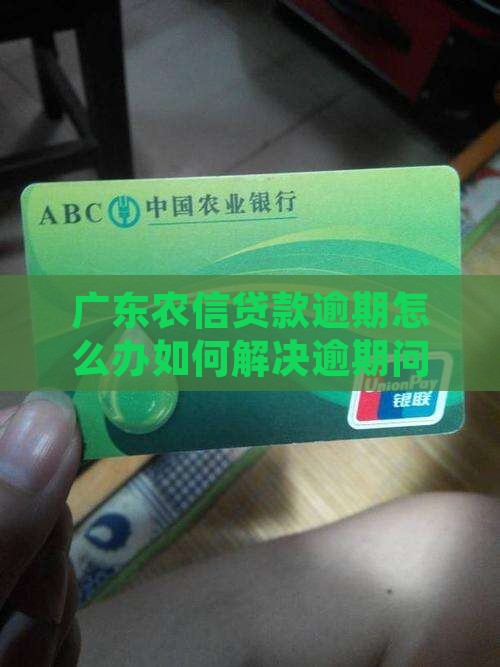 ABC 中国农业银行
广东农信贷款逾期怎
么办如何解决逾期问
UnionPay
银联